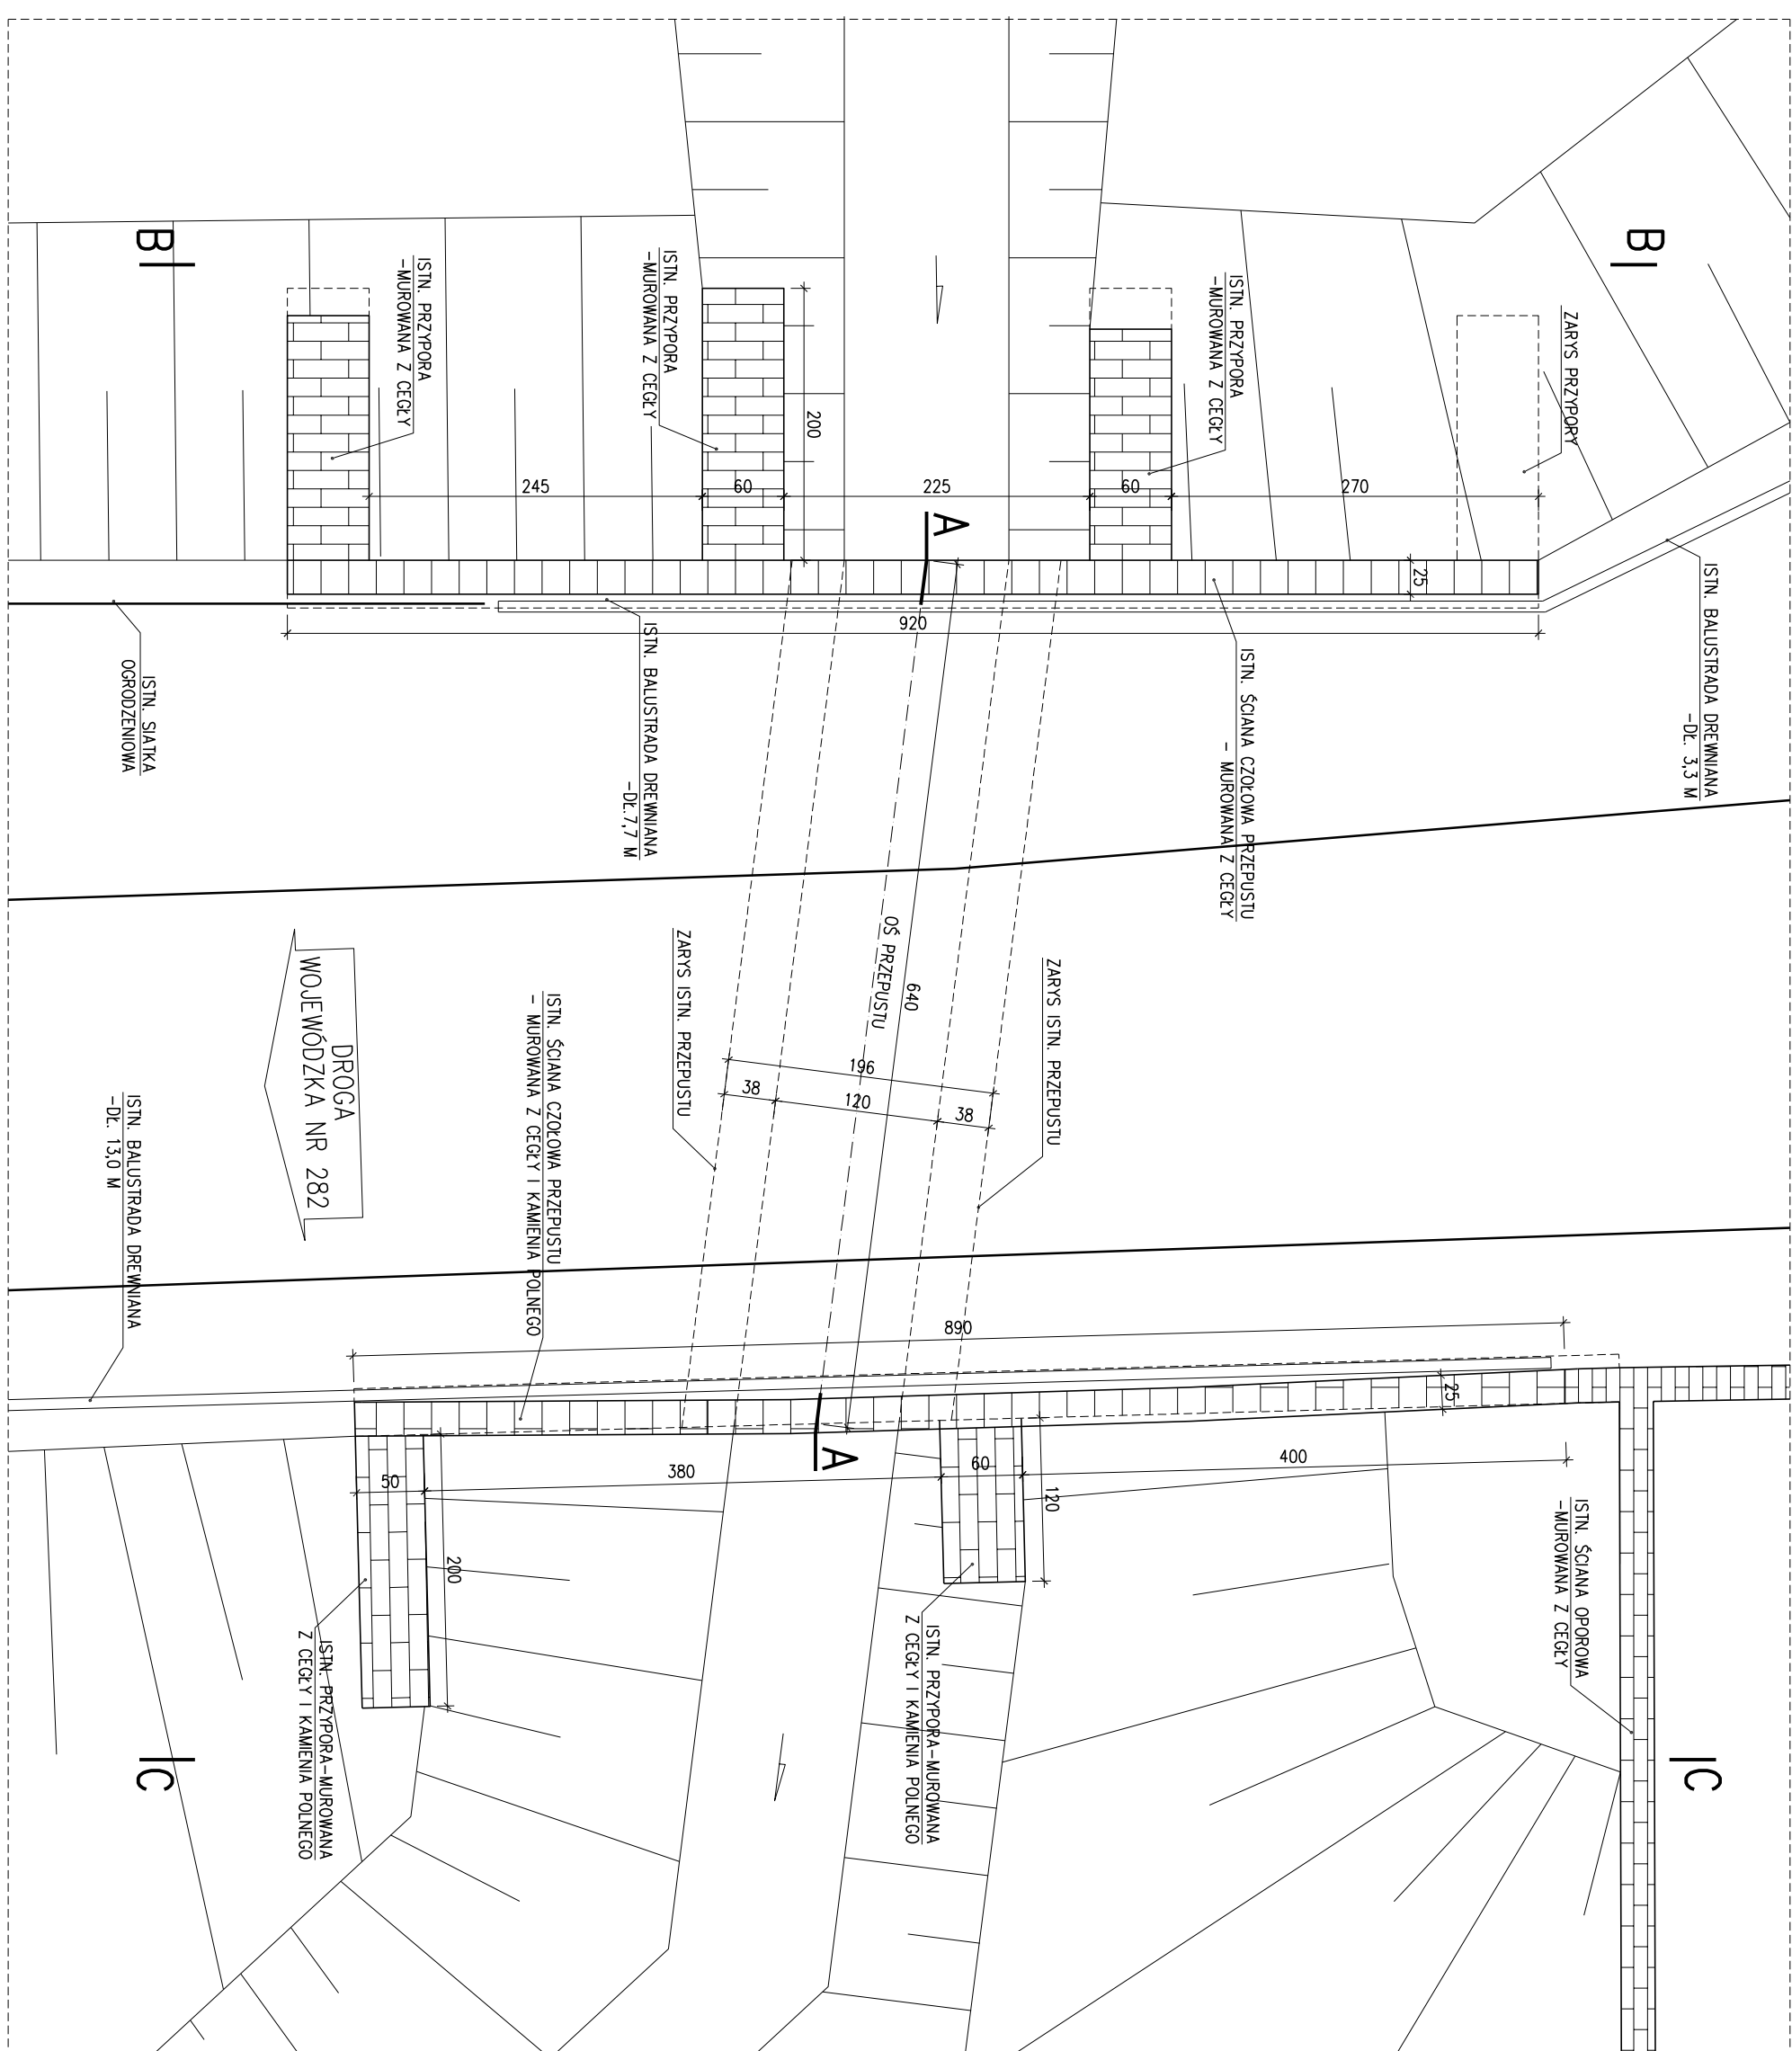 B
B
ISTN. PRZYPORA
-MUROWANA Z CEGŁY
ISTN. PRZYPORA
-MUROWANA Z CEGŁY
ISTN. PRZYPORA
-MUROWANA Z CEGŁY
ZARYS PRZYPORY
200
245
60
225
60
270
A
25
920
ISTN. SIATKA
OGRODZENIOWA
ISTN. BALUSTRADA DREWNIANA
-DŁ.7,7 M
ISTN. ŚCIANA CZOŁOWA PRZEPUSTU
- MUROWANA Z CEGŁY
ISTN. BALUSTRADA DREWNIANA
-DŁ. 3,3 M
OŚ PRZEPUSTU
640
ZARYS ISTN. PRZEPUSTU
ZARYS ISTN. PRZEPUSTU
196
38
120
38
DROGA
WOJEWÓDZKA NR 282
ISTN. BALUSTRADA DREWNIANA
-DŁ. 13,0 M
ISTN. ŚCIANA CZOŁOWA PRZEPUSTU
- MUROWANA Z CEGŁY I KAMIENIA POLNEGO
890
25
A
50
380
60
400
120
200
ISTN. ŚCIANA OPOROWA
-MUROWANA Z CEGŁY
ISTN. PRZYPORA-MUROWANA
Z CEGŁY I KAMIENIA POLNEGO
ISTN. PRZYPORA-MUROWANA
Z CEGŁY I KAMIENIA POLNEGO
C
C